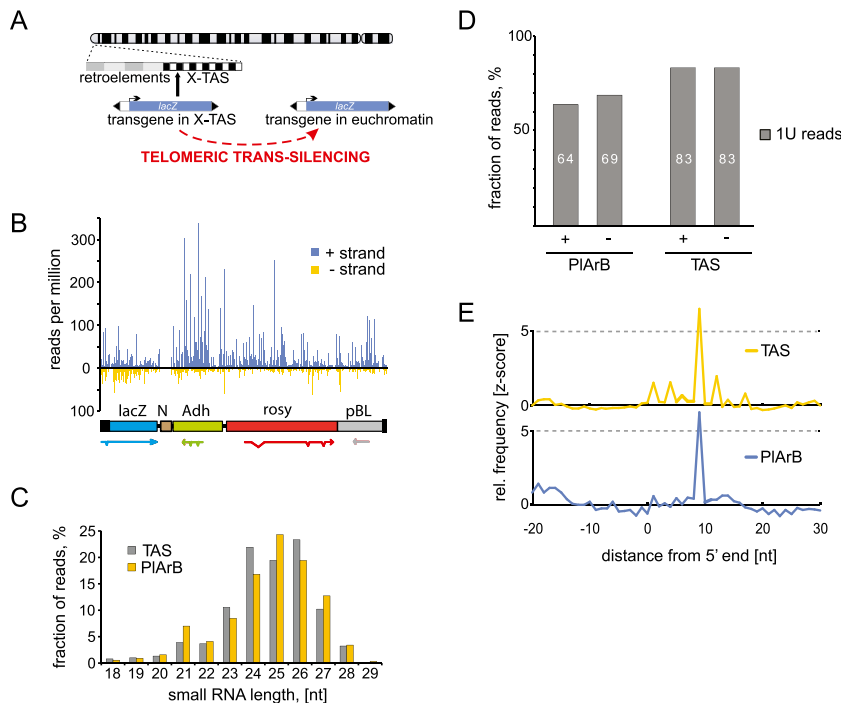 A
retroelements
X-TAS
lacZ
lacZ
transgene in X-TAS
transgene in euchromatin
TELOMERIC TRANS-SILENCING
B
reads per million
300
200
100
0
100
+ strand
- strand
lacZ N Adh rosy pBL
C
fraction of reads, %
25
20
15
10
5
0
TAS
PlArB
18 19 20 21 22 23 24 25 26 27 28 29
small RNA length, [nt]
D
fraction of reads, %
100
50
64 69 83 83
1U reads
+ - + -
PlArB TAS
E
rel. frequency [z-score]
5
TAS
0
5
PlArB
0
-20 -10 0 10 20 30
distance from 5' end [nt]